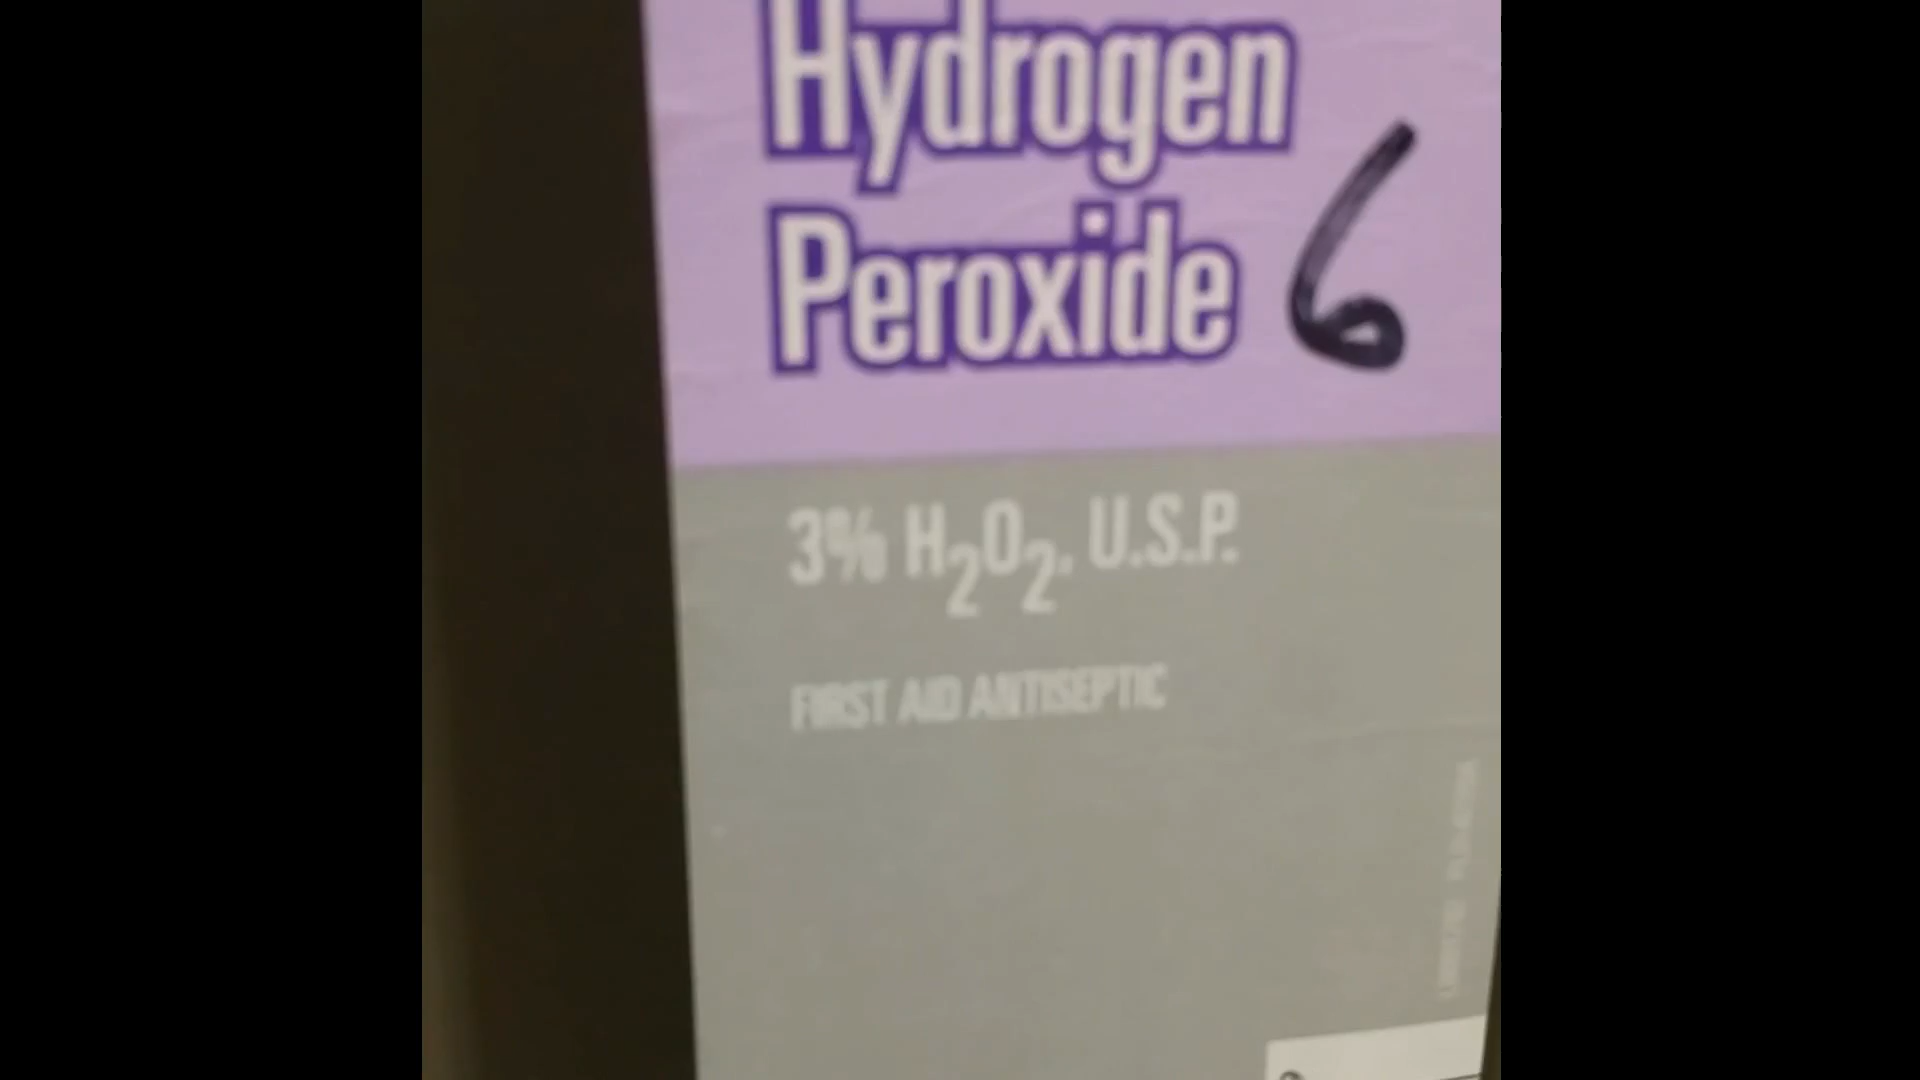 Hydrogen
Peroxide 6
3% H₂O₂, U.S.P.
FIRST AID ANTISEPTIC